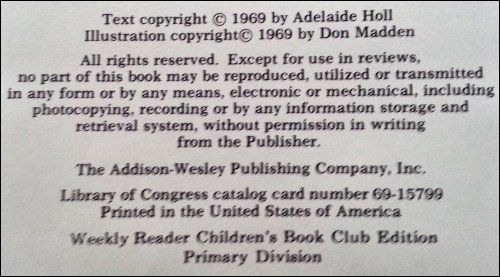 Text copyright © 1969 by Adelaide Holl
Illustration copyright© 1969 by Don Madden
All rights reserved. Except for use in reviews,
no part of this book may be reproduced, utilized or transmitted
in any form or by any means, electronic or mechanical, including
photocopying, recording or by any information storage and
retrieval system, without permission in writing
from the Publisher.
The Addison-Wesley Publishing Company, Inc.
Library of Congress catalog card number 69-15799
Printed in the United States of America
Weekly Reader Children's Book Club Edition
Primary Division